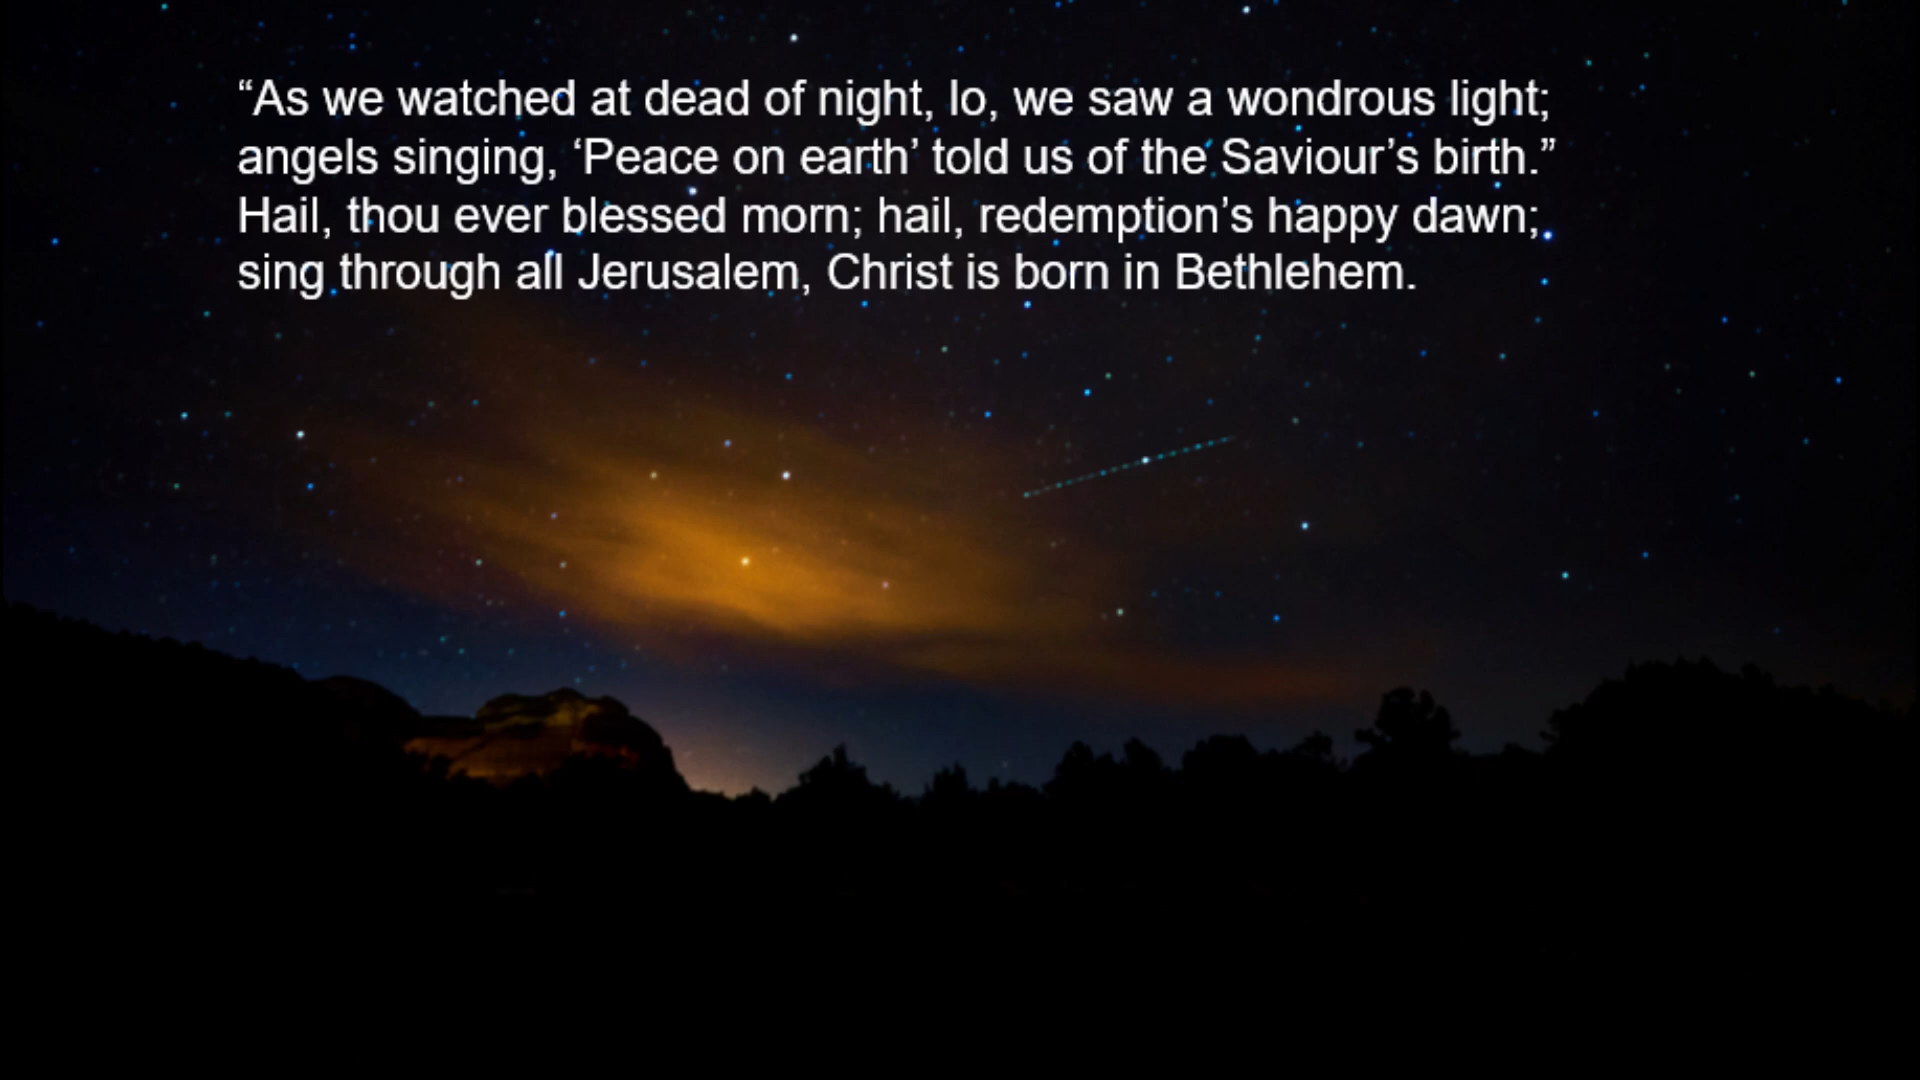 “As we watched at dead of night, lo, we saw a wondrous light;
angels singing, ‘Peace on earth’ told us of the Saviour’s birth.”
Hail, thou ever blessed morn; hail, redemption’s happy dawn;
sing through all Jerusalem, Christ is born in Bethlehem.